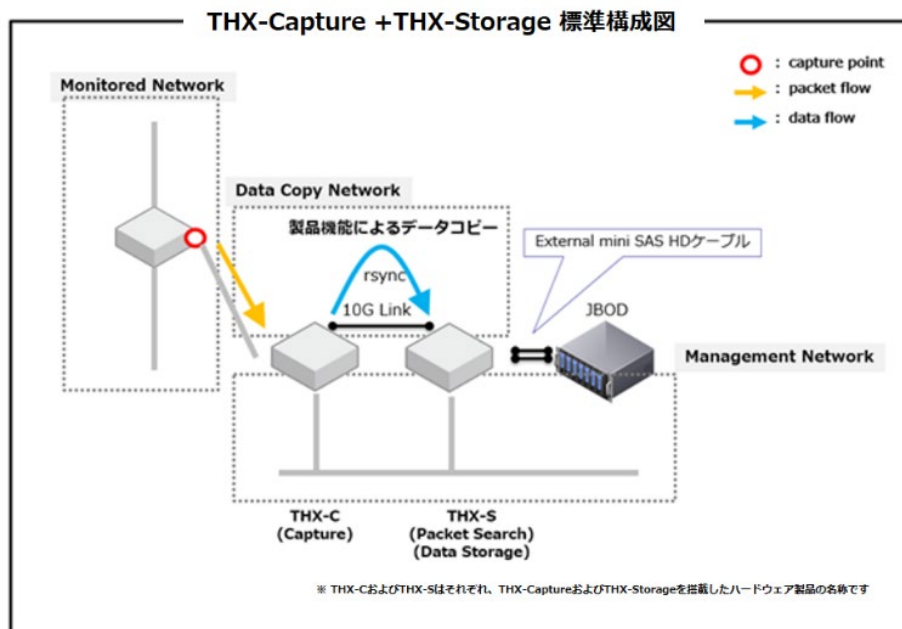 THX-Capture +THX-Storage 標準構成図
: capture point
: packet flow
: data flow
Monitored Network
Data Copy Network
製品機能によるデータコピー
rsync
10G Link
External mini SAS HDケーブル
JBOD
Management Network
THX-C
(Capture)
THX-S
(Packet Search)
(Data Storage)
※ THX-CおよびTHX-Sはそれぞれ、THX-CaptureおよびTHX-Storageを搭載したハードウェア製品の名称です